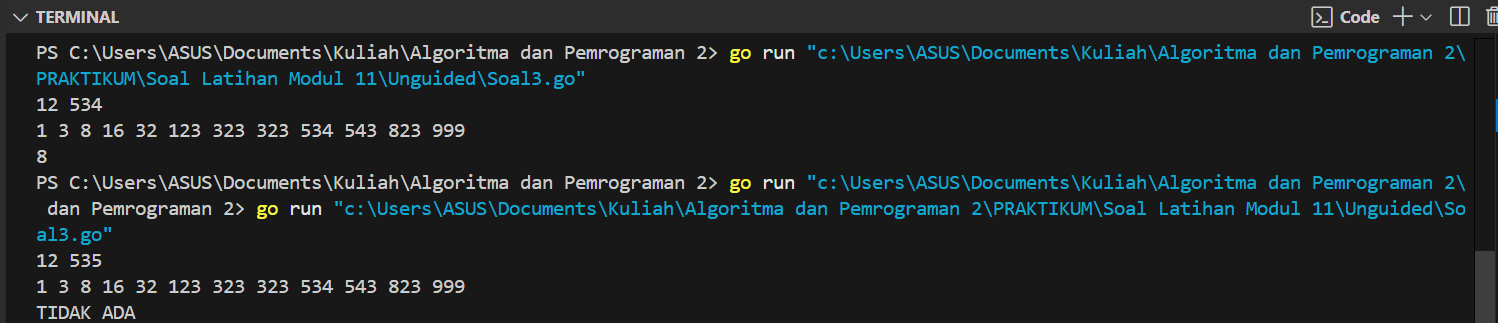 TERMINAL
Code
PS C:\Users\ASUS\Documents\Kuliah\Algoritma dan Pemrograman 2> go run "c:\Users\ASUS\Documents\Kuliah\Algoritma dan Pemrograman 2\
PRAKTIKUM\Soal Latihan Modul 11\Unguided\Soal3.go"
12 534
1 3 8 16 32 123 323 323 534 543 823 999
8
PS C:\Users\ASUS\Documents\Kuliah\Algoritma dan Pemrograman 2> go run "c:\Users\ASUS\Documents\Kuliah\Algoritma dan Pemrograman 2\
dan Pemrograman 2> go run "c:\Users\ASUS\Documents\Kuliah\Algoritma dan Pemrograman 2\PRAKTIKUM\Soal Latihan Modul 11\Unguided\So
al3.go"
12 535
1 3 8 16 32 123 323 323 534 543 823 999
TIDAK ADA